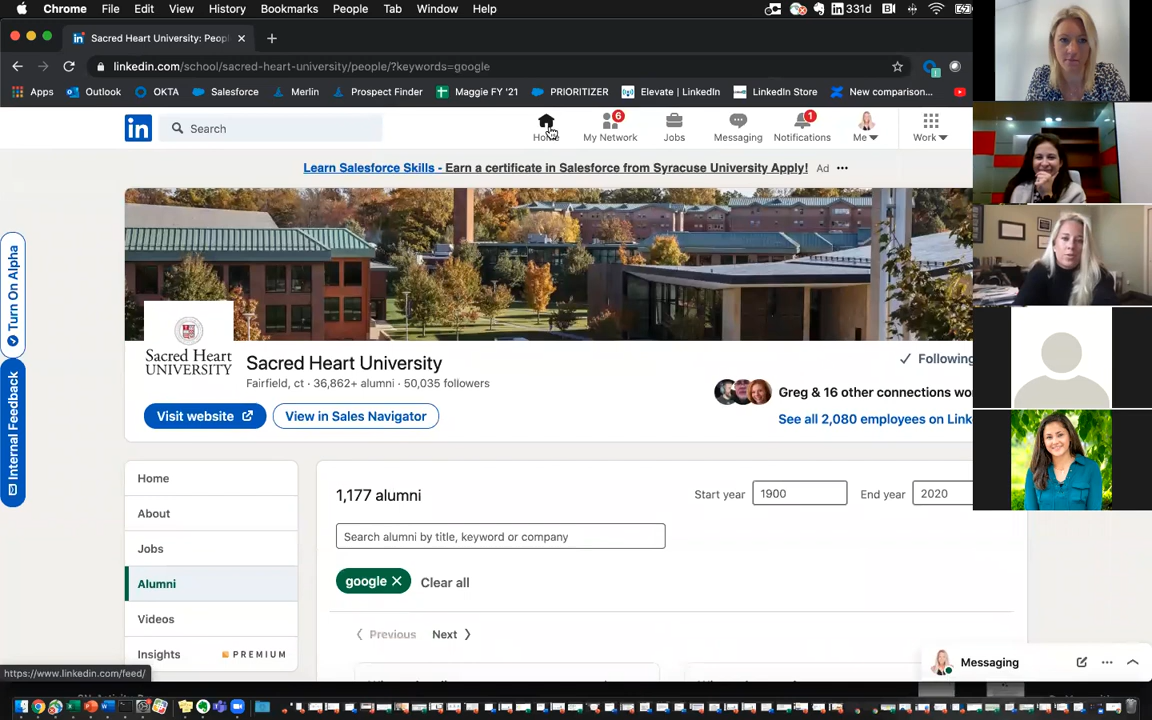 Chrome File Edit View History Bookmarks People Tab Window Help
331d
Sacred Heart University: Peopl
linkedin.com/school/sacred-heart-university/people/?keywords=google
Apps Outlook OKTA Salesforce Merlin Prospect Finder Maggie FY '21 PRIORITIZER Elevate | LinkedIn LinkedIn Store New comparison...
in Search
Home My Network 6 Jobs Messaging Notifications 1 Me Work
Learn Salesforce Skills - Earn a certificate in Salesforce from Syracuse University Apply! Ad
Turn On Alpha
Internal Feedback
Sacred Heart
UNIVERSITY
Sacred Heart University
Fairfield, ct · 36,862+ alumni · 50,035 followers
Following
Greg & 16 other connections wo
See all 2,080 employees on Link
Visit website View in Sales Navigator
Home
About
Jobs
Alumni
Videos
Insights PREMIUM
1,177 alumni
Start year 1900 End year 2020
Search alumni by title, keyword or company
google Clear all
Previous Next
Messaging
https://www.linkedin.com/feed/